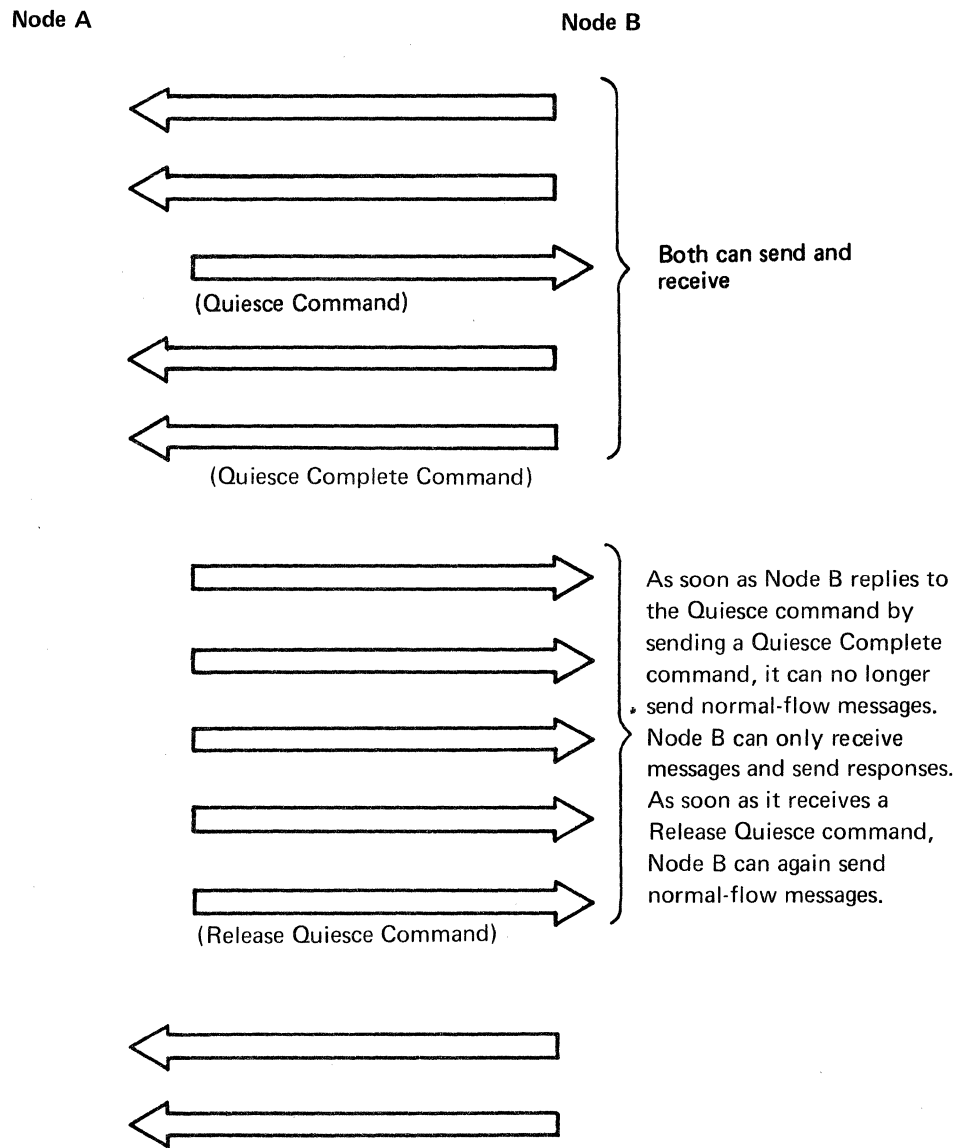 Node A
Node B
Both can send and
receive
(Quiesce Command)
(Quiesce Complete Command)
As soon as Node B replies to
the Quiesce command by
sending a Quiesce Complete
command, it can no longer
send normal-flow messages.
Node B can only receive
messages and send responses.
As soon as it receives a
Release Quiesce command,
Node B can again send
normal-flow messages.
(Release Quiesce Command)